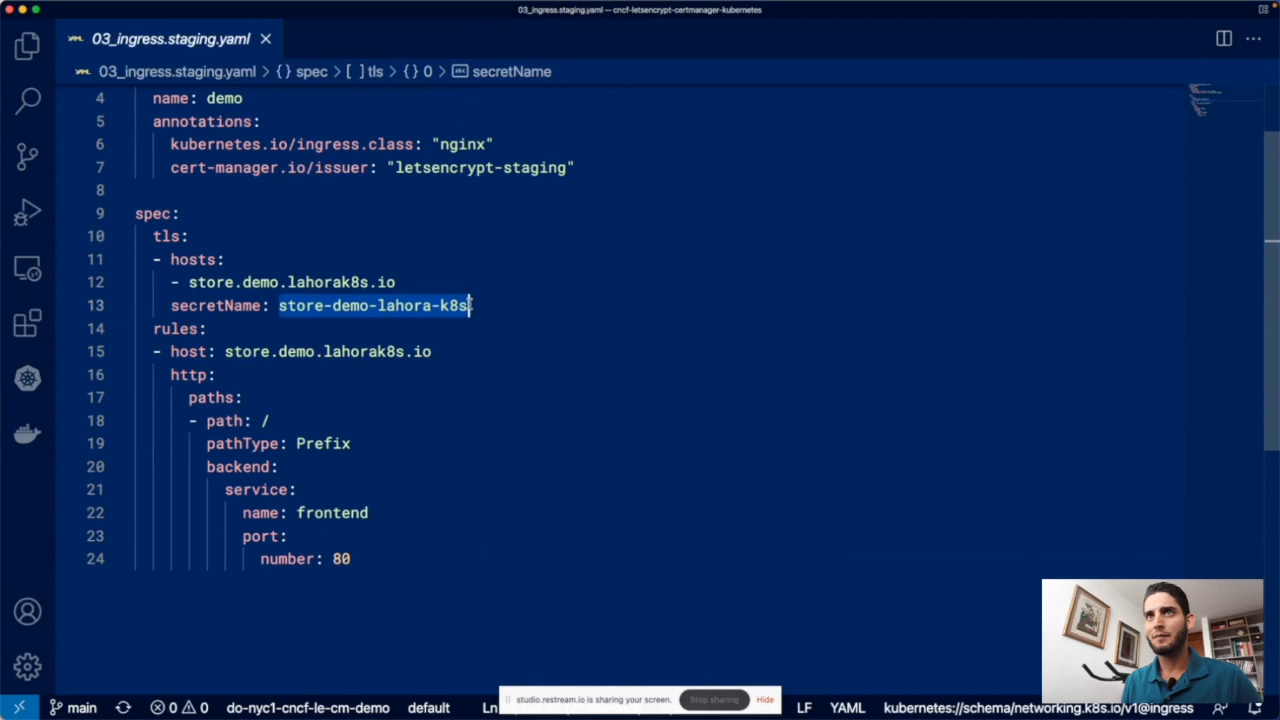 03_ingress.staging.yaml — cncf-letsencrypt-certmanager-kubernetes
03_ingress.staging.yaml
03_ingress.staging.yaml > {} spec > [ ] tls > {} 0 > secretName
4 name: demo
5 annotations:
6 kubernetes.io/ingress.class: "nginx"
7 cert-manager.io/issuer: "letsencrypt-staging"
8
9 spec:
10 tls:
11 - hosts:
12 - store.demo.lahorak8s.io
13 secretName: store-demo-lahora-k8s
14 rules:
15 - host: store.demo.lahorak8s.io
16 http:
17 paths:
18 - path: /
19 pathType: Prefix
20 backend:
21 service:
22 name: frontend
23 port:
24 number: 80
studio.restream.io is sharing your screen. Stop sharing Hide
main 0 0 do-nyc1-cncf-le-cm-demo default Ln LF YAML kubernetes://schema/networking.k8s.io/v1@ingress